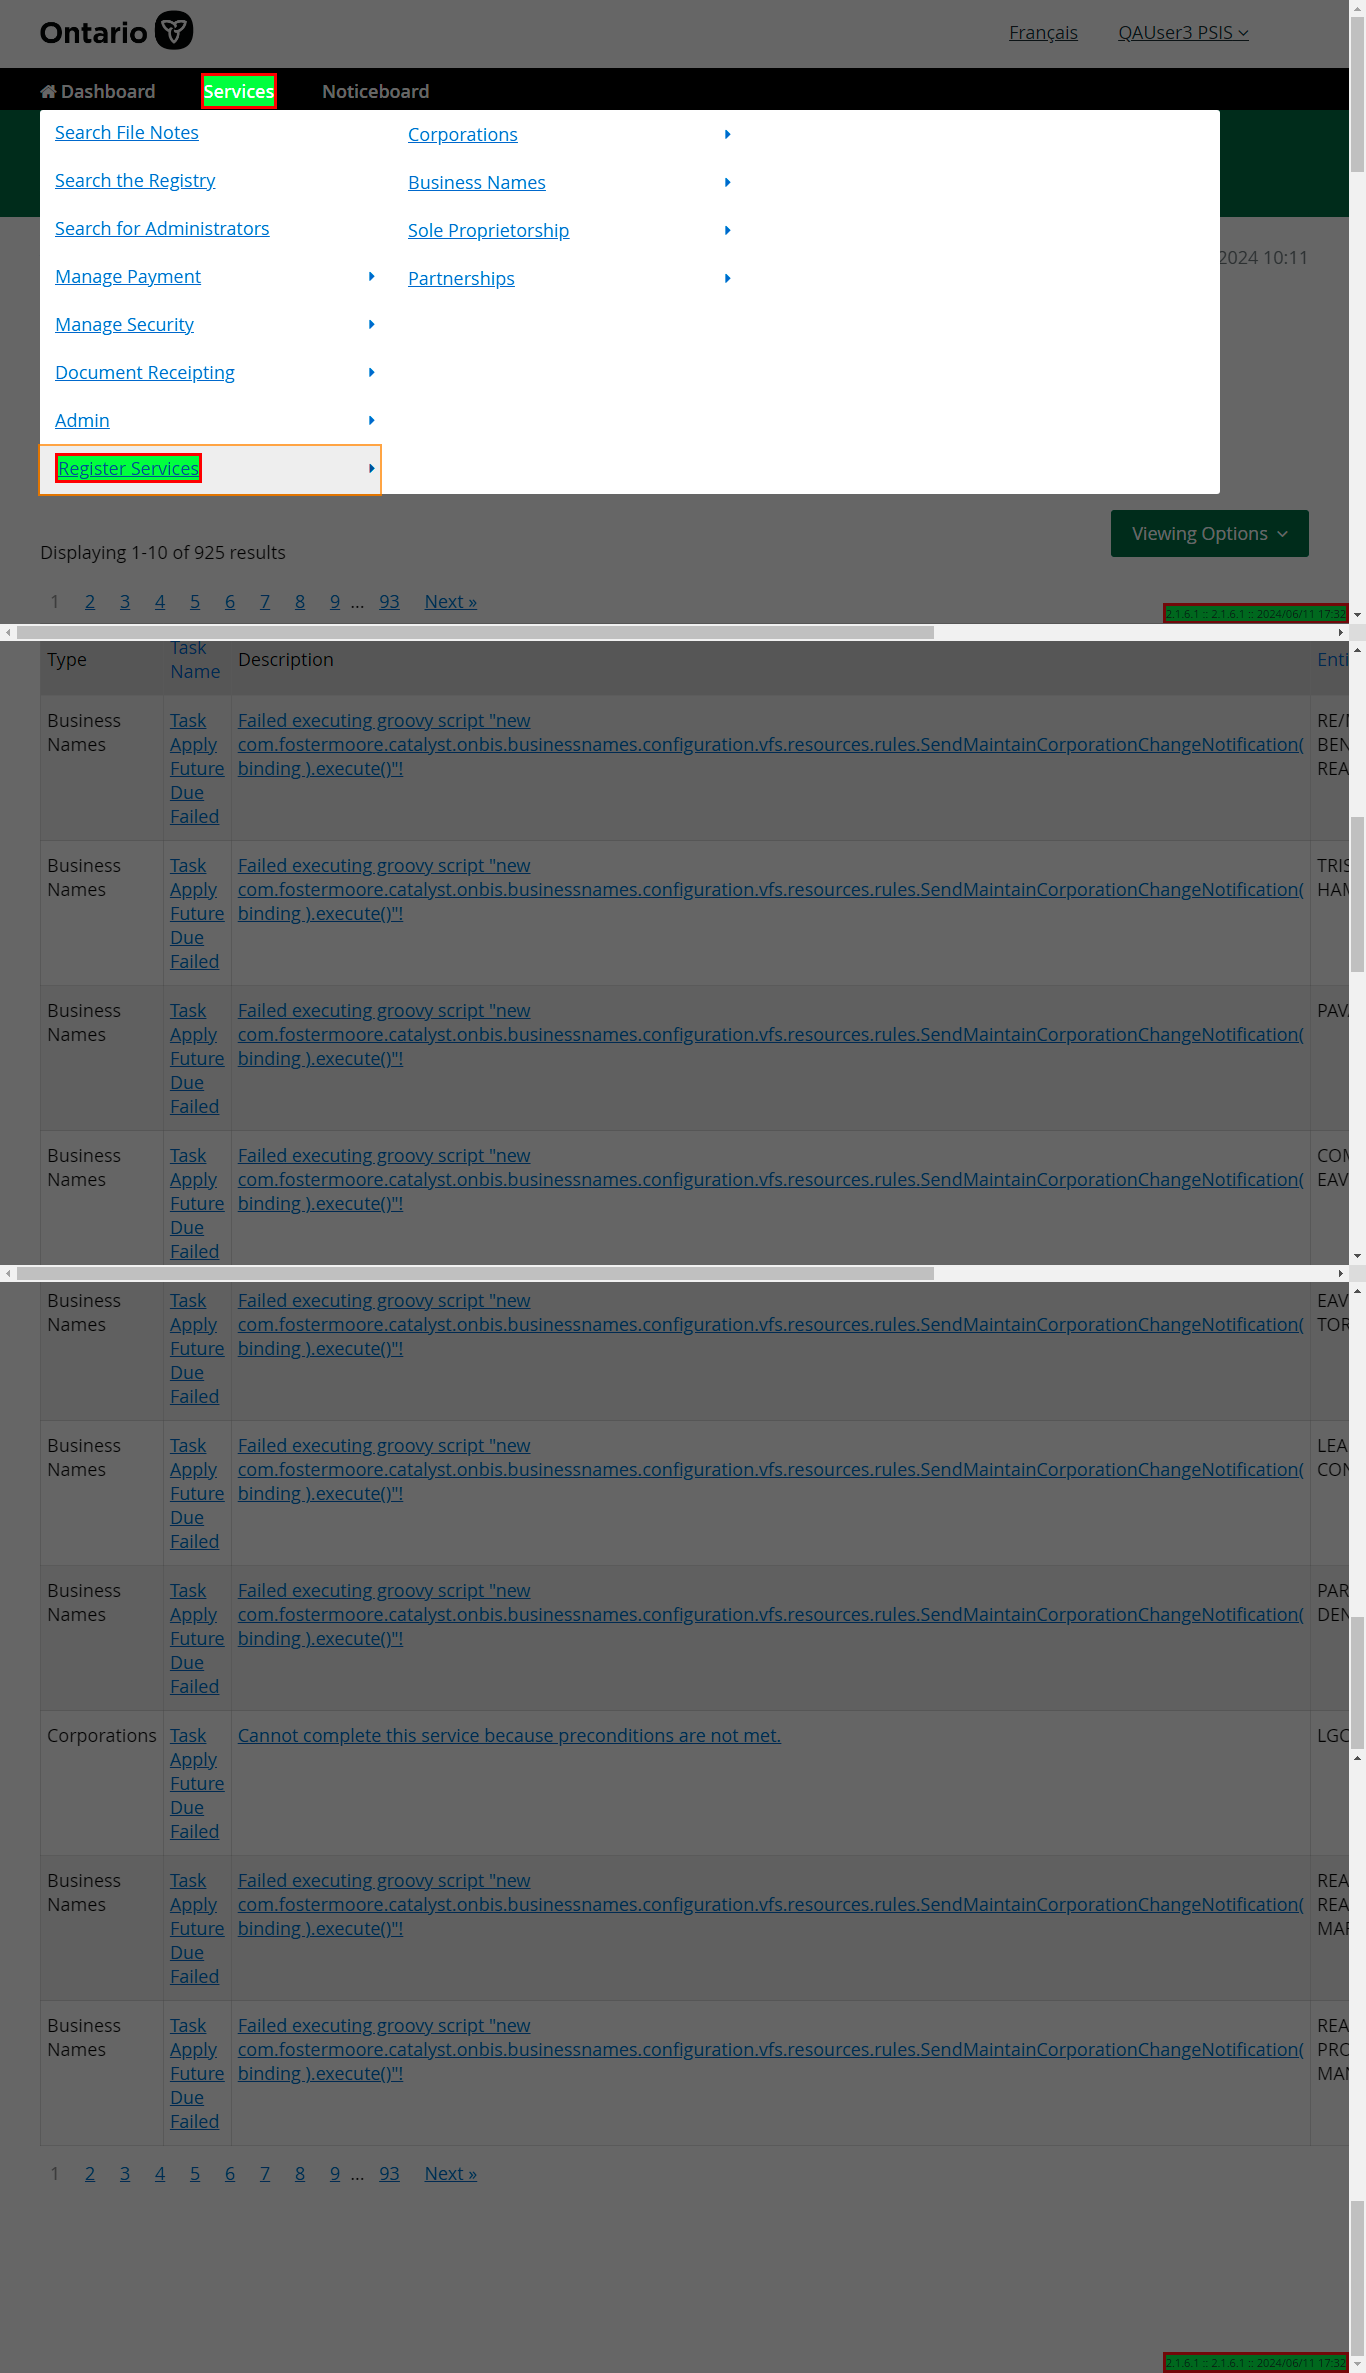 Ontario
Français
QAUser3 PSIS
Dashboard
Services
Noticeboard
Search File Notes
Search the Registry
Search for Administrators
Manage Payment
Manage Security
Document Receipting
Admin
Register Services
Corporations
Business Names
Sole Proprietorship
Partnerships
2024 10:11
Viewing Options
Displaying 1-10 of 925 results
1 2 3 4 5 6 7 8 9 ... 93 Next »
2.1.6.1 :: 2.1.6.1 :: 2024/06/11 17:32
Type
Task
Name
Description
Enti
Business
Names
Task
Apply
Future
Due
Failed
Failed executing groovy script "new
com.fostermoore.catalyst.onbis.businessnames.configuration.vfs.resources.rules.SendMaintainCorporationChangeNotification(
binding ).execute()"!
RE/
BEN
REA
Business
Names
Task
Apply
Future
Due
Failed
Failed executing groovy script "new
com.fostermoore.catalyst.onbis.businessnames.configuration.vfs.resources.rules.SendMaintainCorporationChangeNotification(
binding ).execute()"!
TRIS
HAM
Business
Names
Task
Apply
Future
Due
Failed
Failed executing groovy script "new
com.fostermoore.catalyst.onbis.businessnames.configuration.vfs.resources.rules.SendMaintainCorporationChangeNotification(
binding ).execute()"!
PAV
Business
Names
Task
Apply
Future
Due
Failed
Failed executing groovy script "new
com.fostermoore.catalyst.onbis.businessnames.configuration.vfs.resources.rules.SendMaintainCorporationChangeNotification(
binding ).execute()"!
COM
EAV
Business
Names
Task
Apply
Future
Due
Failed
Failed executing groovy script "new
com.fostermoore.catalyst.onbis.businessnames.configuration.vfs.resources.rules.SendMaintainCorporationChangeNotification(
binding ).execute()"!
EAV
TOR
Business
Names
Task
Apply
Future
Due
Failed
Failed executing groovy script "new
com.fostermoore.catalyst.onbis.businessnames.configuration.vfs.resources.rules.SendMaintainCorporationChangeNotification(
binding ).execute()"!
LEA
CON
Business
Names
Task
Apply
Future
Due
Failed
Failed executing groovy script "new
com.fostermoore.catalyst.onbis.businessnames.configuration.vfs.resources.rules.SendMaintainCorporationChangeNotification(
binding ).execute()"!
PAR
DEN
Corporations
Task
Apply
Future
Due
Failed
Cannot complete this service because preconditions are not met.
LGC
Business
Names
Task
Apply
Future
Due
Failed
Failed executing groovy script "new
com.fostermoore.catalyst.onbis.businessnames.configuration.vfs.resources.rules.SendMaintainCorporationChangeNotification(
binding ).execute()"!
REA
REA
MAR
Business
Names
Task
Apply
Future
Due
Failed
Failed executing groovy script "new
com.fostermoore.catalyst.onbis.businessnames.configuration.vfs.resources.rules.SendMaintainCorporationChangeNotification(
binding ).execute()"!
REA
PRO
MAN
1 2 3 4 5 6 7 8 9 ... 93 Next »
2.1.6.1 :: 2.1.6.1 :: 2024/06/11 17:32